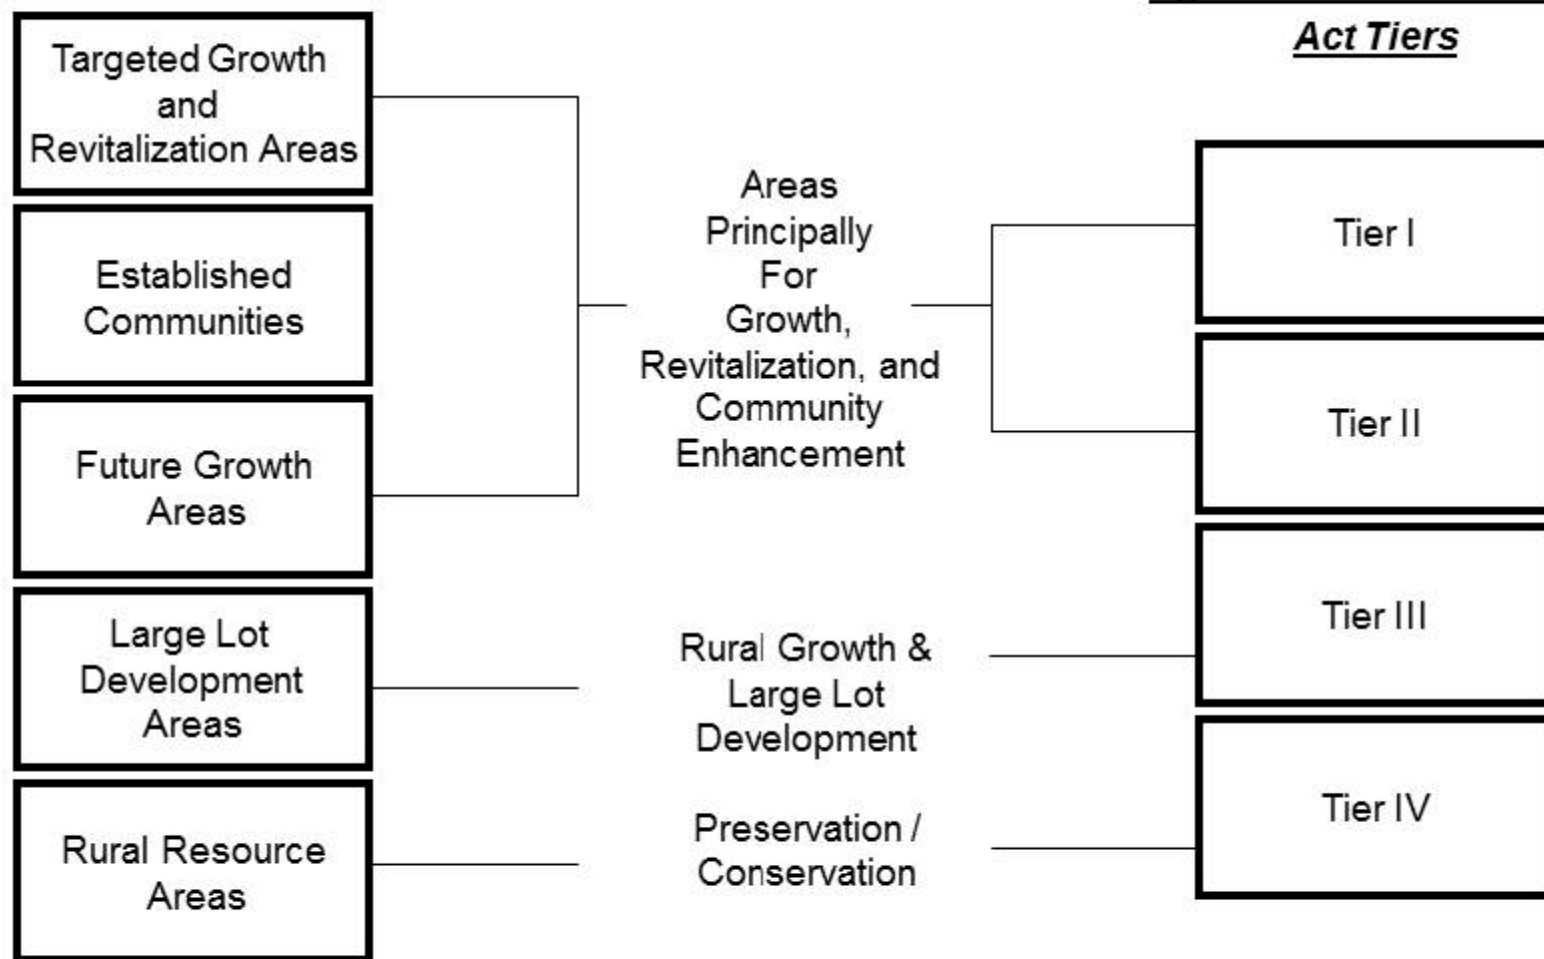 Act Tiers
Targeted Growth
and
Revitalization Areas
Established
Communities
Future Growth
Areas
Large Lot
Development
Areas
Rural Resource
Areas
Areas
Principally
For
Growth,
Revitalization, and
Community
Enhancement
Rural Growth &
Large Lot
Development
Preservation /
Conservation
Tier I
Tier II
Tier III
Tier IV